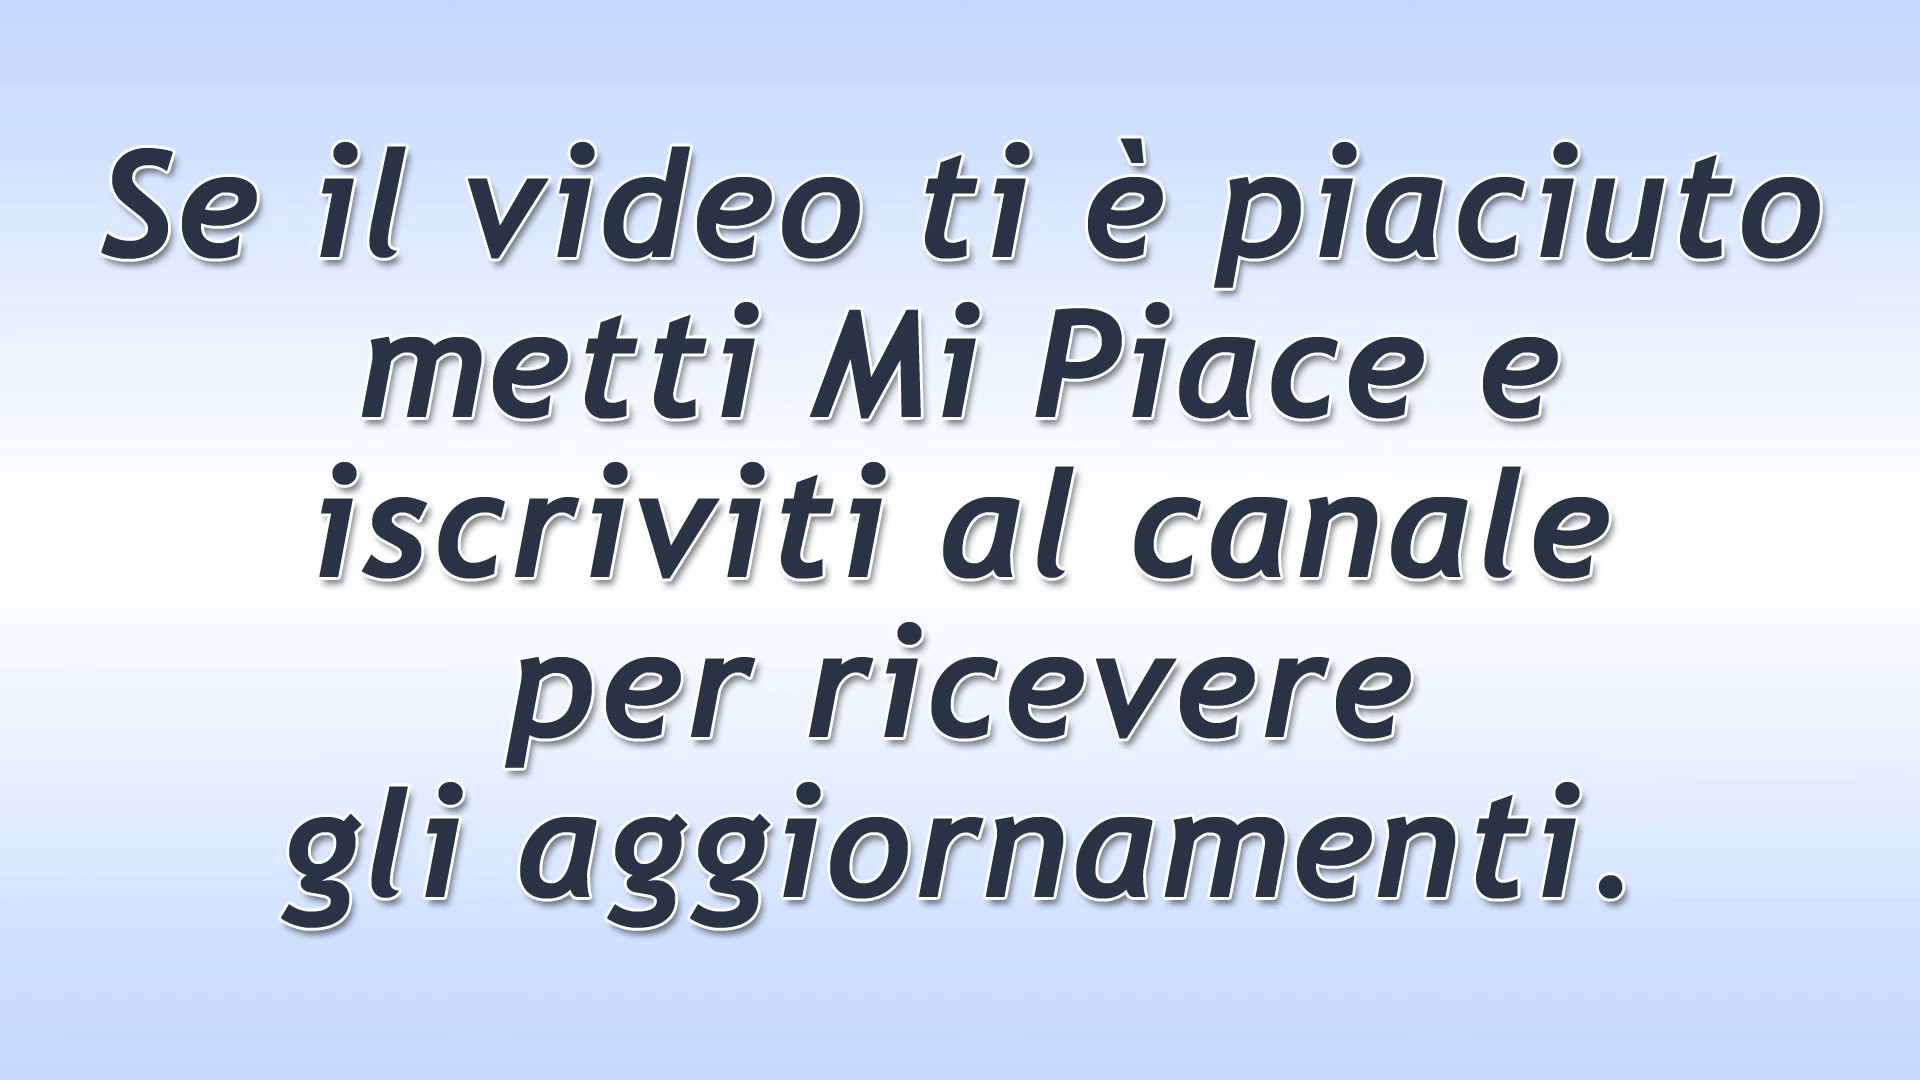 Se il video ti è piaciuto
metti Mi Piace e
iscriviti al canale
per ricevere
gli aggiornamenti.